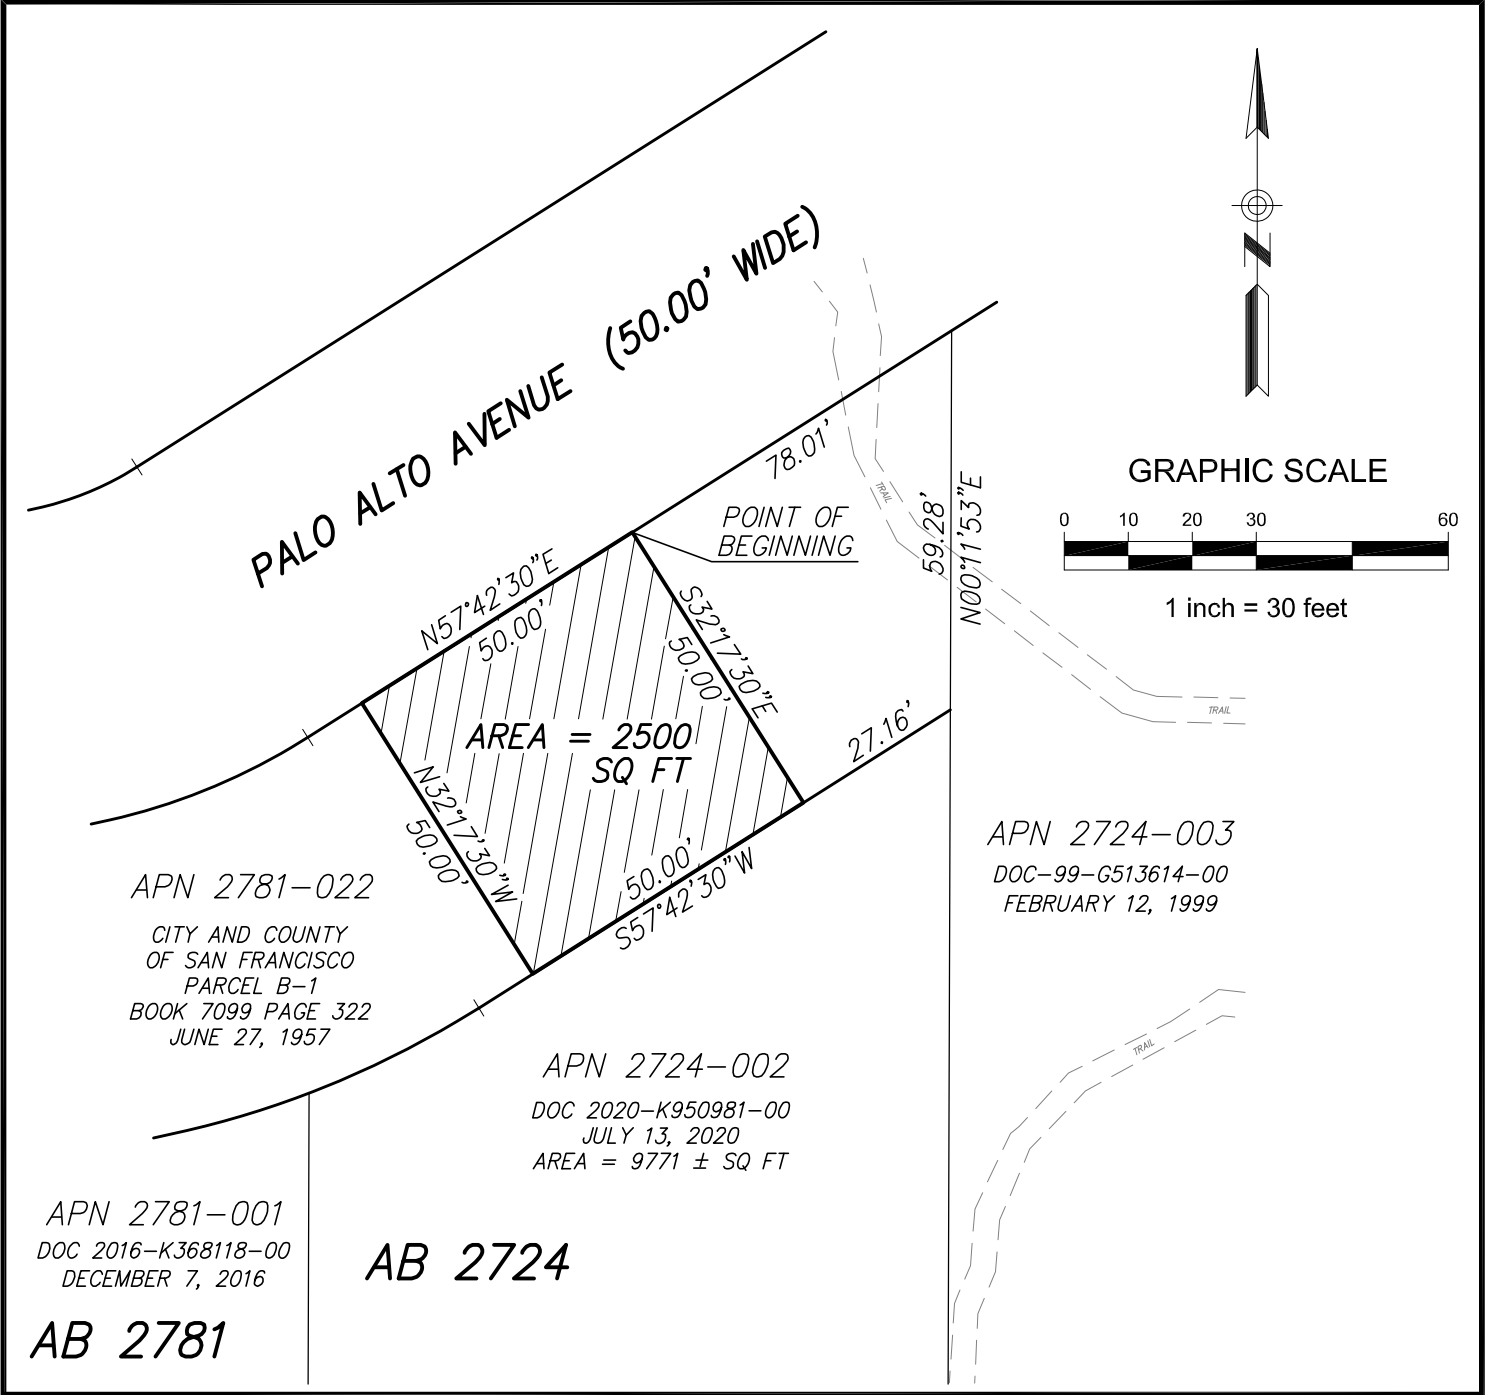 PALO ALTO AVENUE (50.00' WIDE)
N
GRAPHIC SCALE
0 10 20 30 60
1 inch = 30 feet
78.01'
TRAIL
POINT OF
BEGINNING
59.28'
N00°11'53"E
N57°42'30"E
50.00'
S32°17'30"E
50.00'
AREA = 2500
SQ FT
27.16'
TRAIL
N32°17'30"W
50.00'
50.00'
S57°42'30"W
APN 2724-003
DOC-99-G513614-00
FEBRUARY 12, 1999
APN 2781-022
CITY AND COUNTY
OF SAN FRANCISCO
PARCEL B-1
BOOK 7099 PAGE 322
JUNE 27, 1957
TRAIL
APN 2724-002
DOC 2020-K950981-00
JULY 13, 2020
AREA = 9771 ± SQ FT
APN 2781-001
DOC 2016-K368118-00
DECEMBER 7, 2016
AB 2724
AB 2781